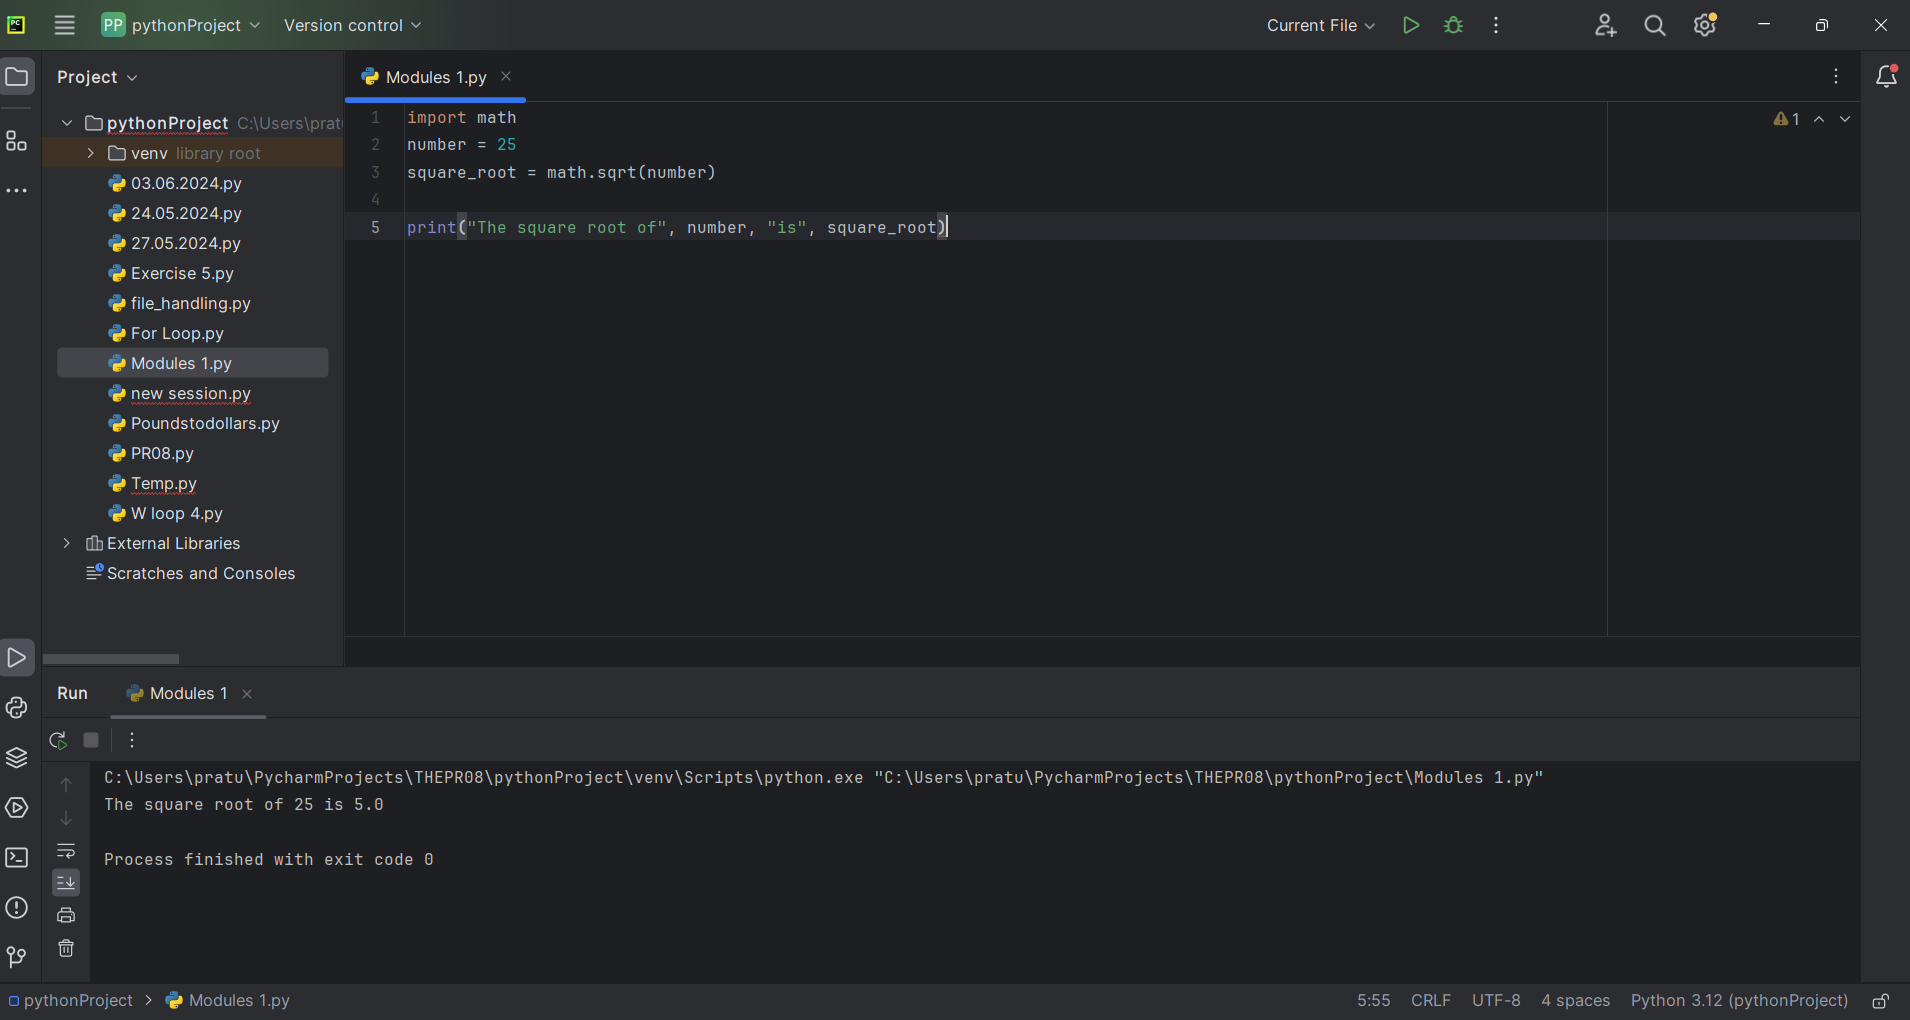 PC
PP pythonProject Version control Current File
Project
Modules 1.py
pythonProject C:\Users\prat
venv library root
03.06.2024.py
24.05.2024.py
27.05.2024.py
Exercise 5.py
file_handling.py
For Loop.py
Modules 1.py
new session.py
Poundstodollars.py
PR08.py
Temp.py
W loop 4.py
External Libraries
Scratches and Consoles
1 import math
2 number = 25
3 square_root = math.sqrt(number)
4
5 print("The square root of", number, "is", square_root)
1
Run Modules 1
C:\Users\pratu\PycharmProjects\THEPR08\pythonProject\venv\Scripts\python.exe "C:\Users\pratu\PycharmProjects\THEPR08\pythonProject\Modules 1.py"
The square root of 25 is 5.0
Process finished with exit code 0
pythonProject Modules 1.py 5:55 CRLF UTF-8 4 spaces Python 3.12 (pythonProject)